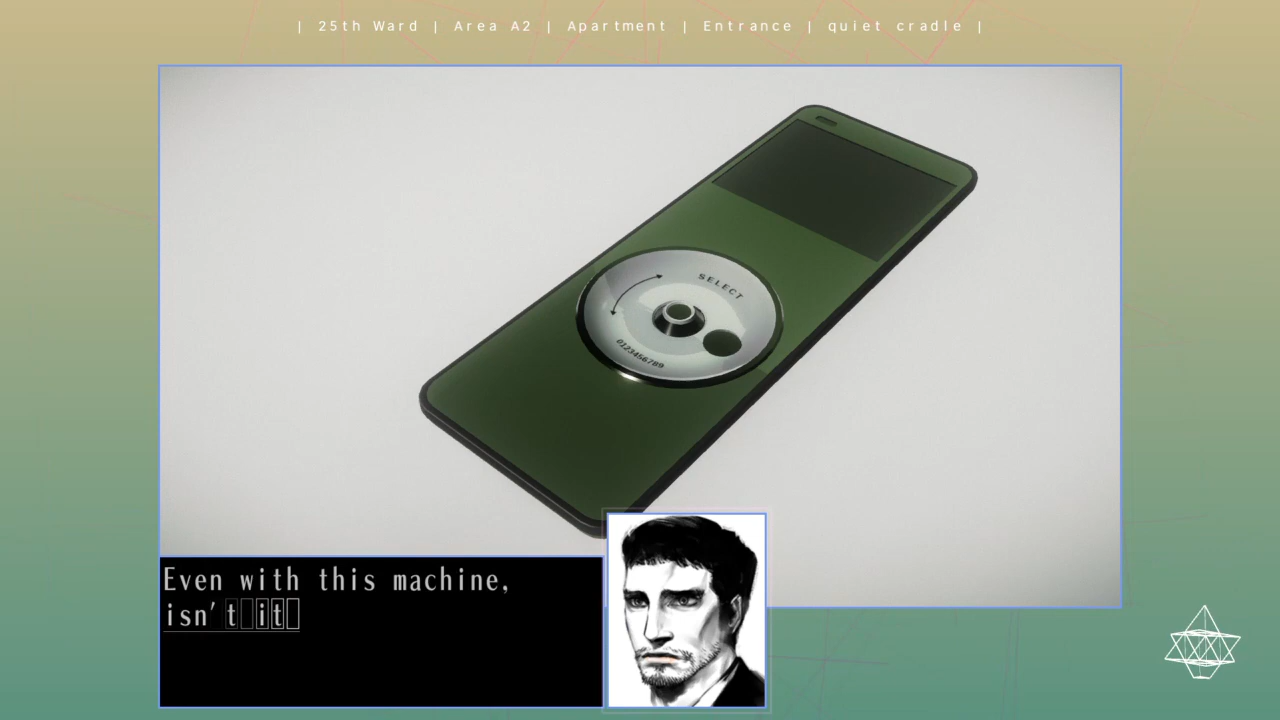 | 25th Ward | Area A2 | Apartment | Entrance | quiet cradle |
SELECT
0123456789
Even with this machine,
isn't it